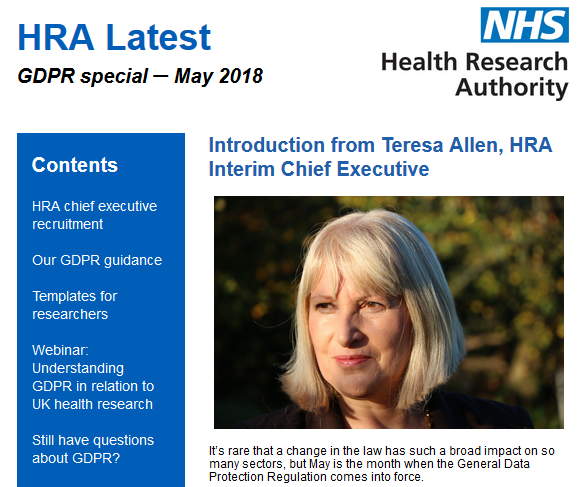 HRA Latest
GDPR special — May 2018
NHS
Health Research
Authority
Contents
HRA chief executive
recruitment
Our GDPR guidance
Templates for
researchers
Webinar:
Understanding
GDPR in relation to
UK health research
Still have questions
about GDPR?
Introduction from Teresa Allen, HRA
Interim Chief Executive
It's rare that a change in the law has such a broad impact on so
many sectors, but May is the month when the General Data
Protection Regulation comes into force.